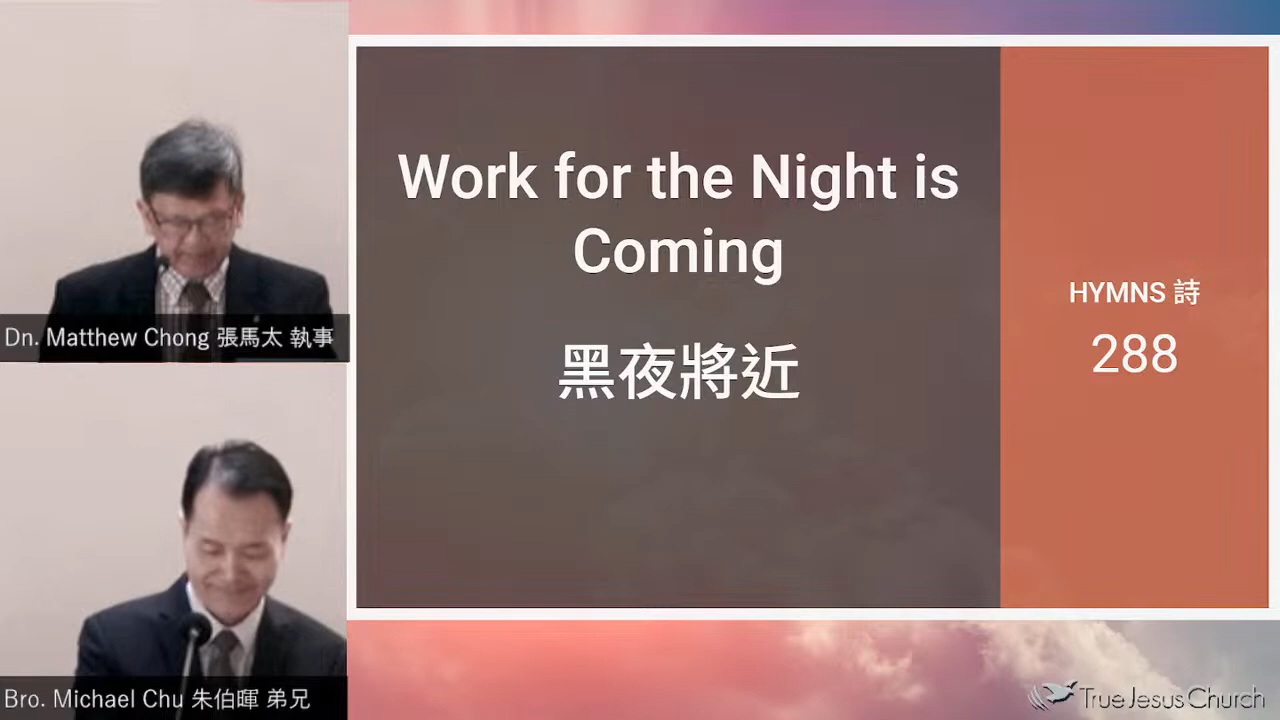 Dn. Matthew Chong 張馬太 執事
Bro. Michael Chu 朱伯暉 弟兄
Work for the Night is
Coming
黑夜將近
HYMNS 詩
288
True Jesus Church